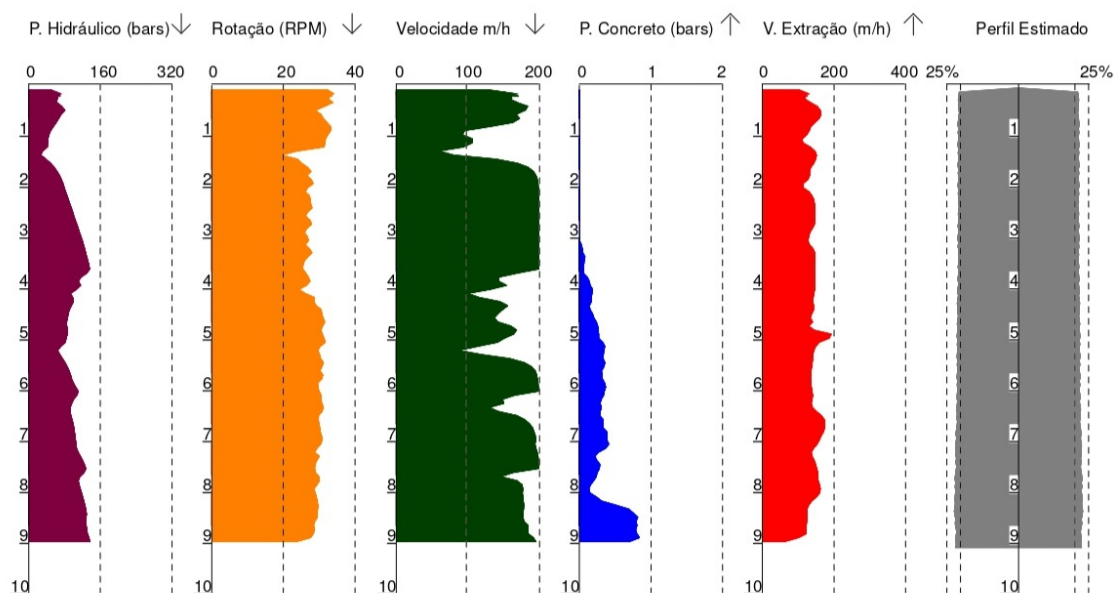 P. Hidráulico (bars) ↓ Rotação (RPM) ↓ Velocidade m/h ↓ P. Concreto (bars) ↑ V. Extração (m/h) ↑ Perfil Estimado
0 160 320 0 20 40 0 100 200 0 1 2 0 200 400 25% 25%
1 1 1 1 1 1
2 2 2 2 2 2
3 3 3 3 3 3
4 4 4 4 4 4
5 5 5 5 5 5
6 6 6 6 6 6
7 7 7 7 7 7
8 8 8 8 8 8
9 9 9 9 9 9
10 10 10 10 10 10